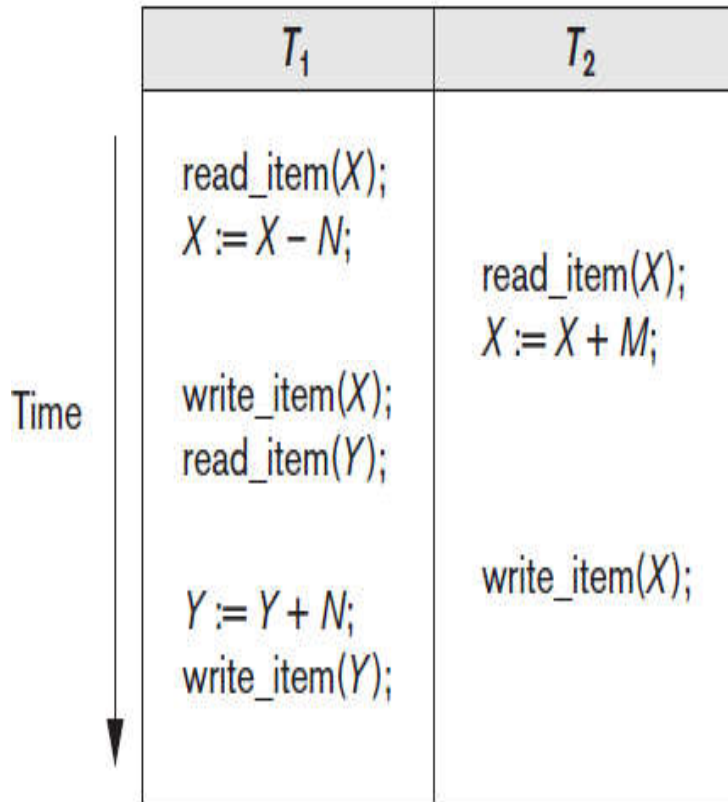 T₁ T₂
read_item(X);
X := X – N;
read_item(X);
X := X + M;
Time
write_item(X);
read_item(Y);
write_item(X);
Y := Y + N;
write_item(Y);